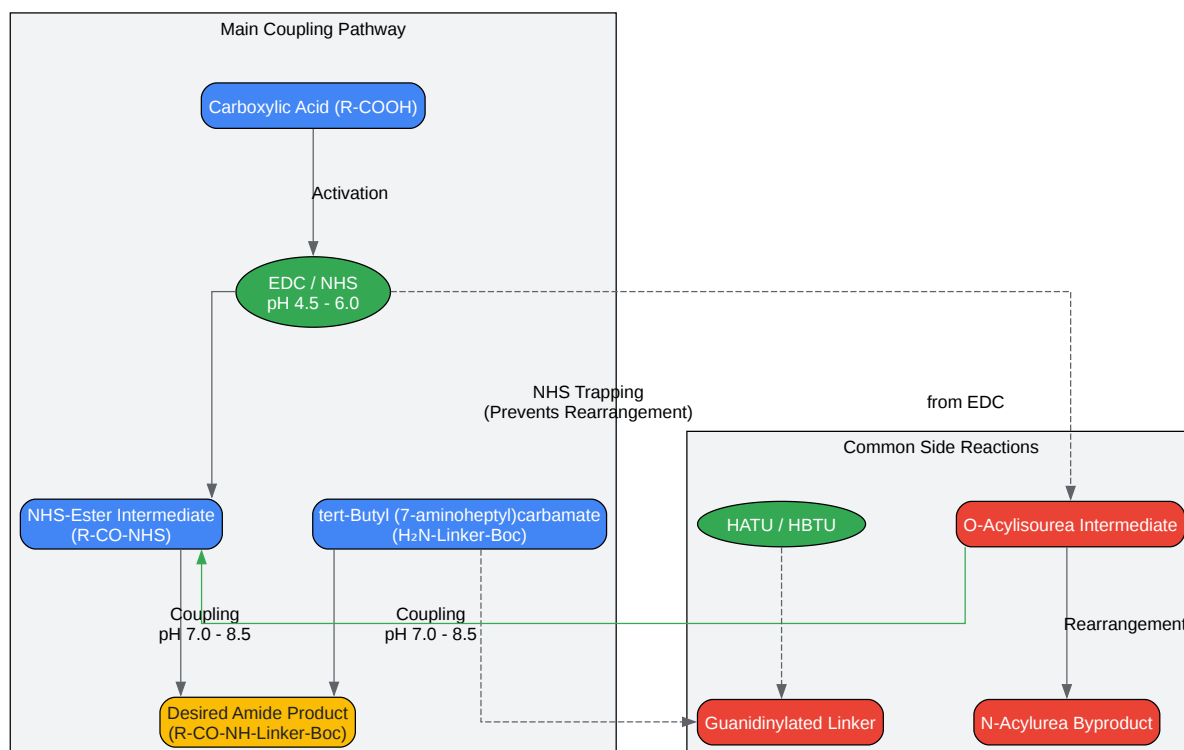 Main Coupling Pathway
Carboxylic Acid (R-COOH)
Activation
EDC / NHS
pH 4.5 - 6.0
NHS Trapping
(Prevents Rearrangement)
from EDC
Common Side Reactions
NHS-Ester Intermediate
(R-CO-NHS)
tert-Butyl (7-aminoheptyl)carbamate
(H₂N-Linker-Boc)
HATU / HBTU
O-Acylisourea Intermediate
Coupling
pH 7.0 - 8.5
Coupling
pH 7.0 - 8.5
Rearrangement
Desired Amide Product
(R-CO-NH-Linker-Boc)
Guanidinylated Linker
N-Acylurea Byproduct